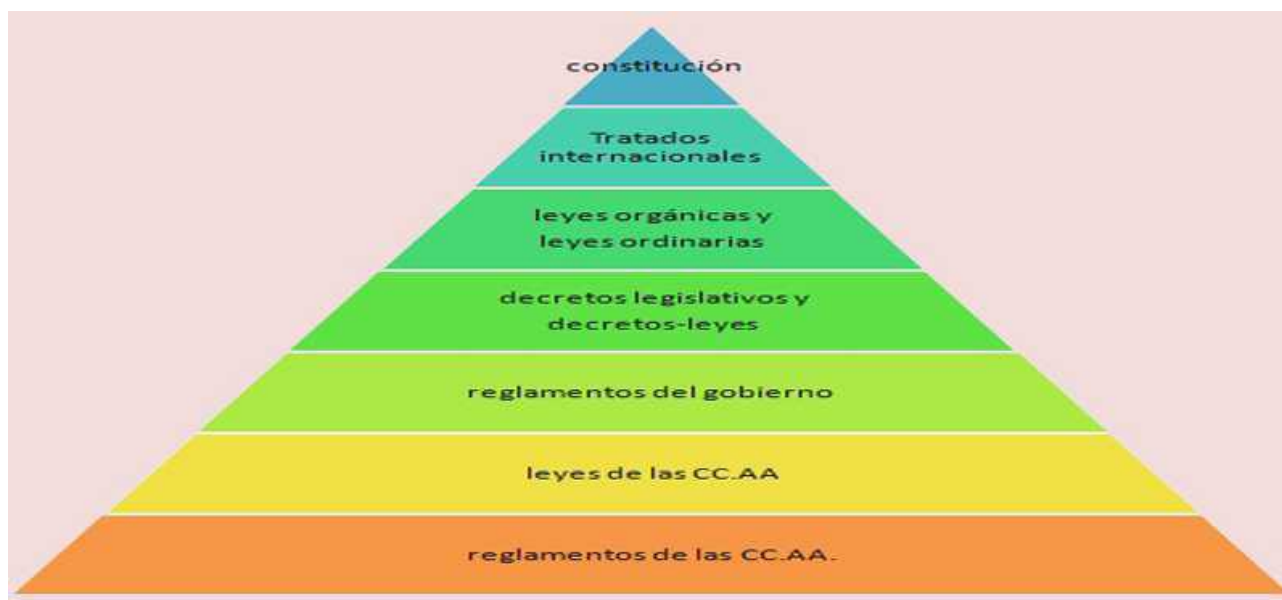 constitución
Tratados
internacionales
leyes orgánicas y
leyes ordinarias
decretos legislativos y
decretos-leyes
reglamentos del gobierno
leyes de las CC.AA
reglamentos de las CC.AA.